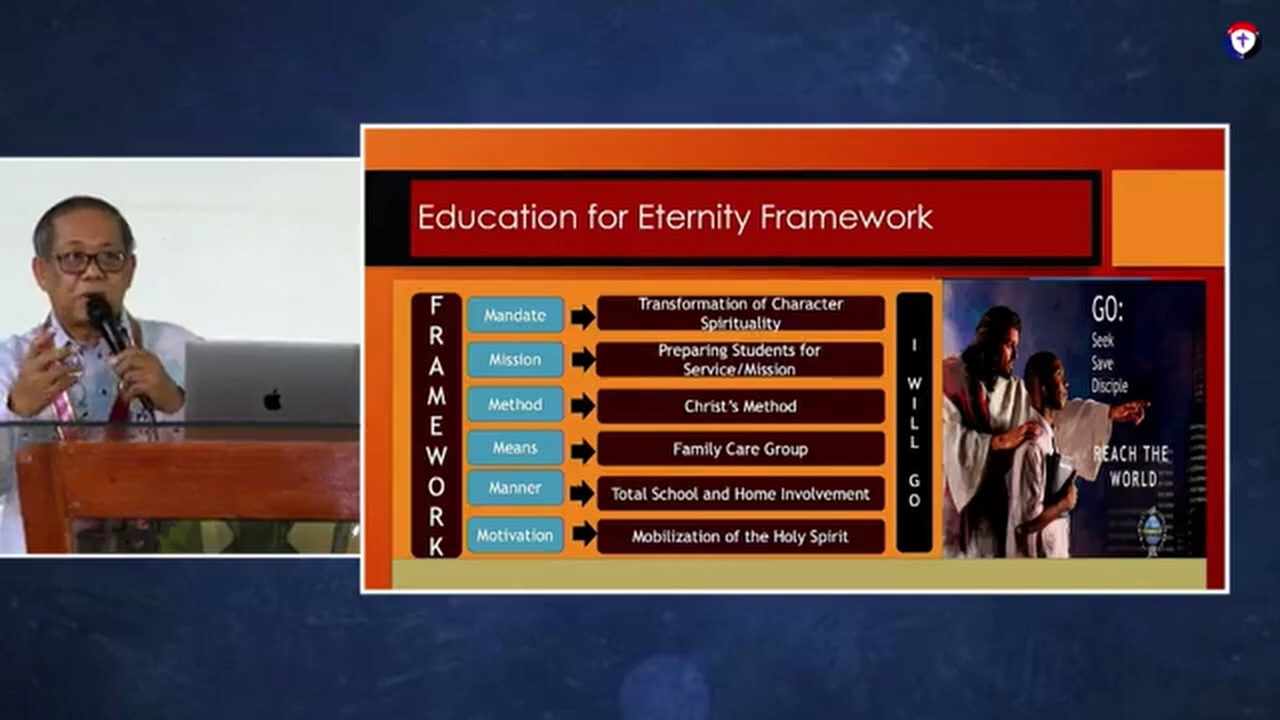 Education for Eternity Framework
FRAMEWORK
Mandate
Transformation of Character
Spirituality
Mission
Preparing Students for
Service/Mission
Method
Christ's Method
Means
Family Care Group
Manner
Total School and Home Involvement
Motivation
Mobilization of the Holy Spirit
I WILL GO
GO:
Seek
Save
Disciple
REACH THE
WORLD